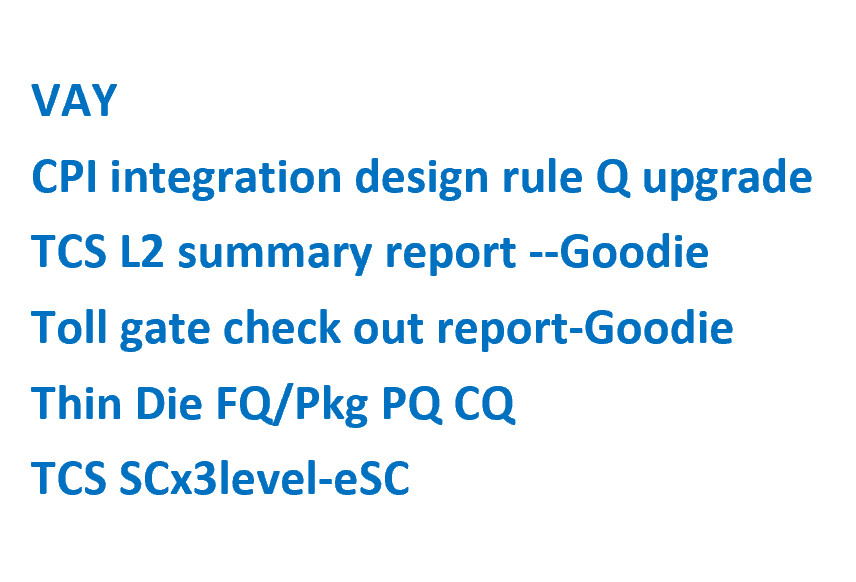 VAY
CPI integration design rule Q upgrade
TCS L2 summary report --Goodie
Toll gate check out report-Goodie
Thin Die FQ/Pkg PQ CQ
TCS SCx3level-eSC